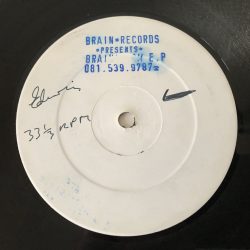 BRAIN★RECORDS
★PRESENTS★
E.P
081.539.9787
33⅓ RPM